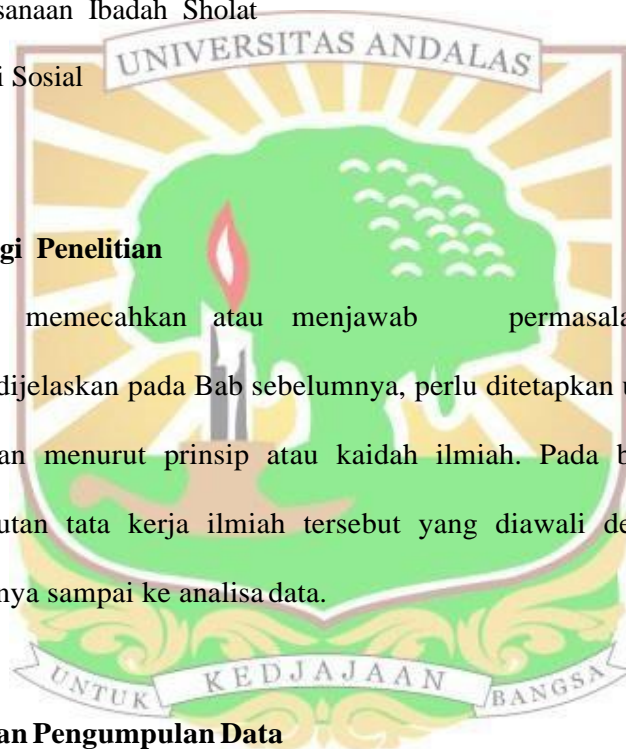 sanaan Ibadah Sholat
UNIVERSITAS ANDALAS
i Sosial
gi Penelitian
memecahkan atau menjawab permasala
dijelaskan pada Bab sebelumnya, perlu ditetapkan u
an menurut prinsip atau kaidah ilmiah. Pada b
utan tata kerja ilmiah tersebut yang diawali de
nya sampai ke analisa data.
UNTUK KEDJAJAAN BANGSA
an Pengumpulan Data